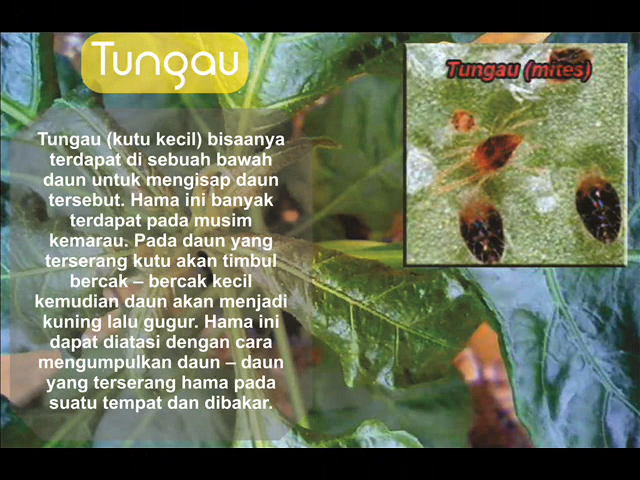 Tungau
Tungau (mites)
Tungau (kutu kecil) bisaanya
terdapat di sebuah bawah
daun untuk mengisap daun
tersebut. Hama ini banyak
terdapat pada musim
kemarau. Pada daun yang
terserang kutu akan timbul
bercak – bercak kecil
kemudian daun akan menjadi
kuning lalu gugur. Hama ini
dapat diatasi dengan cara
mengumpulkan daun – daun
yang terserang hama pada
suatu tempat dan dibakar.